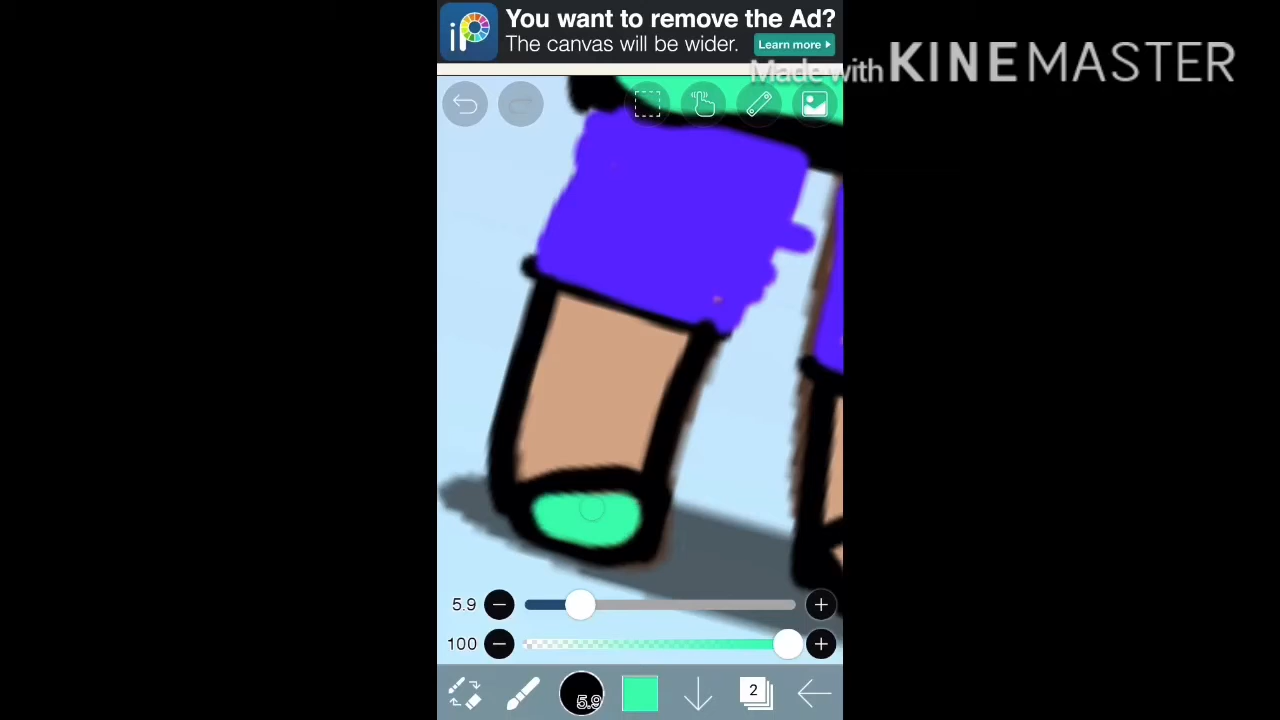 iP
You want to remove the Ad?
The canvas will be wider.
Learn more
Made with KINEMASTER
5.9
100
5.9
2